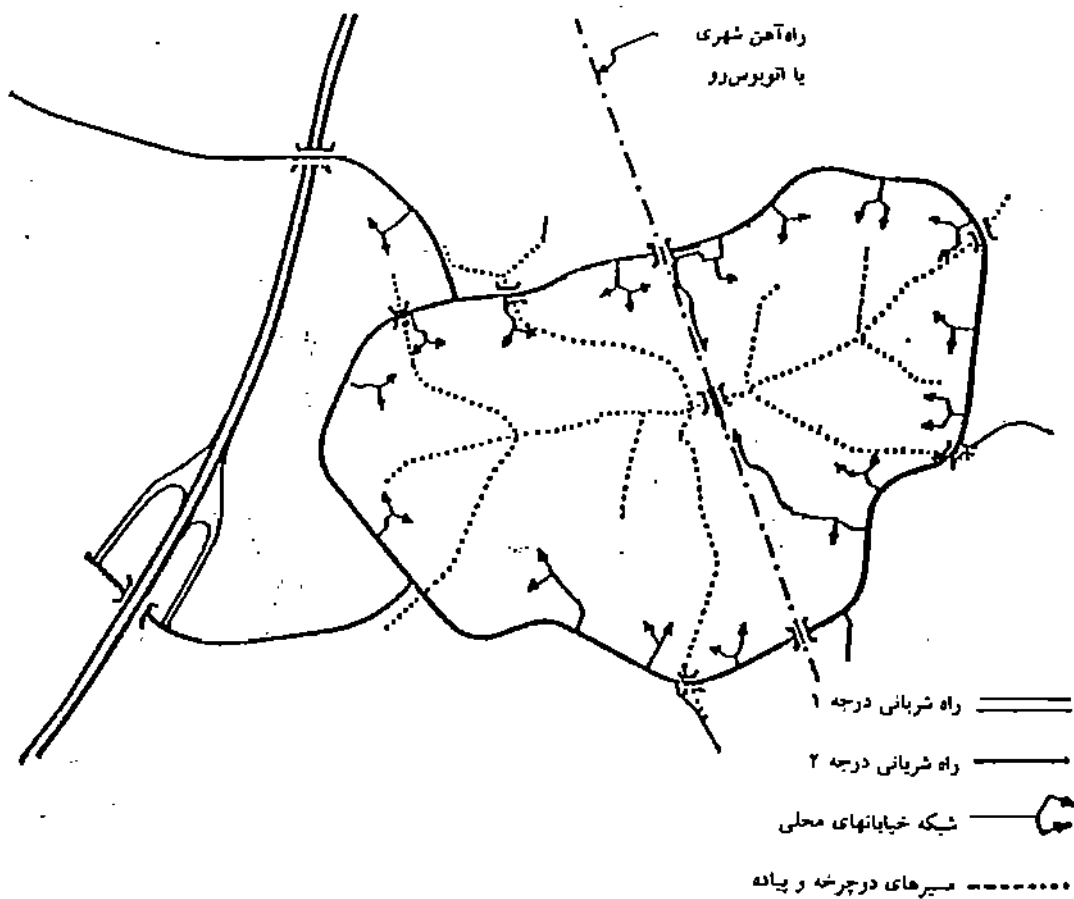 راه‌آهن شهری
یا اتوبوس‌رو
راه شریانی درجه ۱
راه شریانی درجه ۲
شبکه خیابانهای محلی
مسیرهای دوچرخه و پیاده